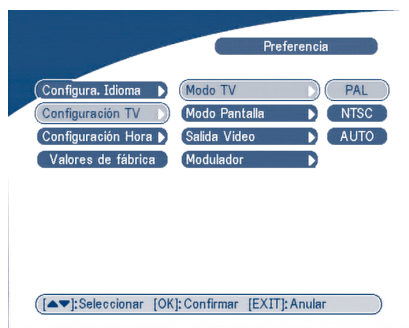 Preferencia
Configura. Idioma Modo TV PAL
Configuración TV Modo Pantalla NTSC
Configuración Hora Salida Video AUTO
Valores de fábrica Modulador
[▲▼]:Seleccionar [OK]:Confirmar [EXIT]:Anular